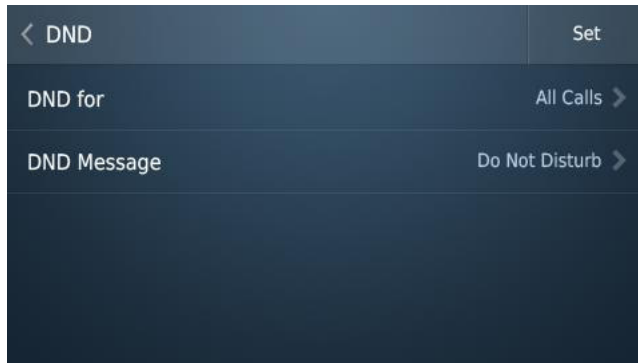 DND Set
DND for All Calls
DND Message Do Not Disturb